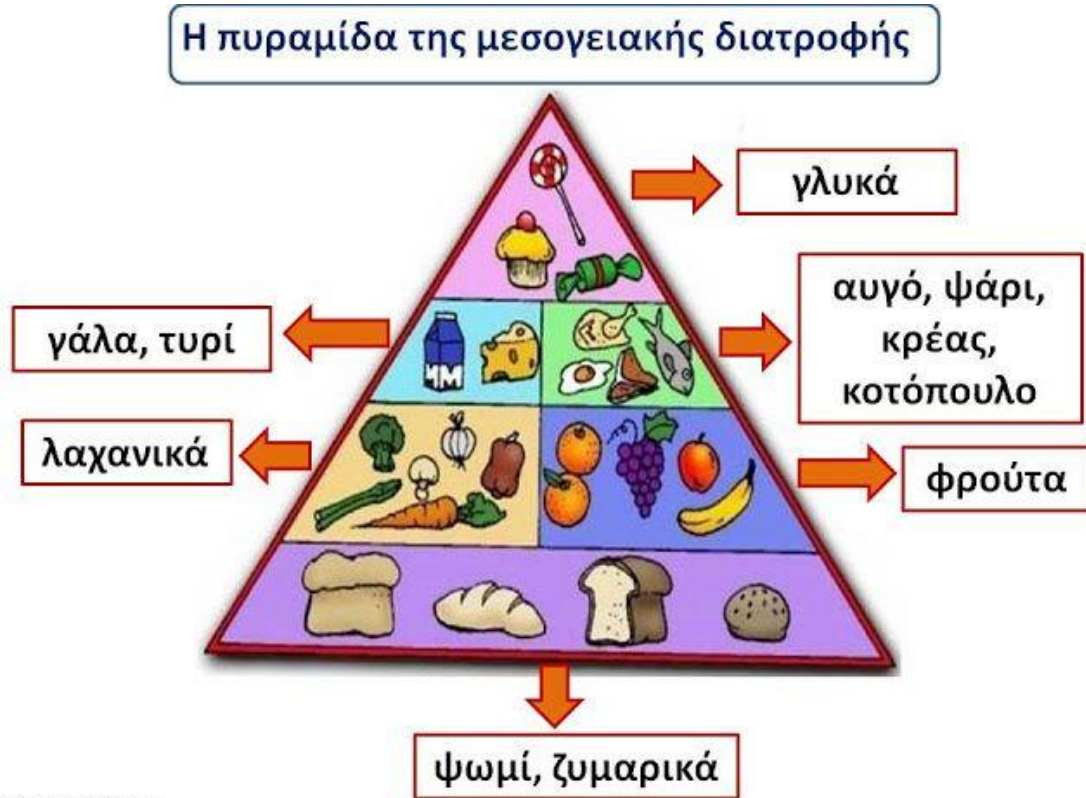 Η πυραμίδα της μεσογειακής διατροφής
γλυκά
γάλα, τυρί
αυγό, ψάρι,
κρέας,
κοτόπουλο
λαχανικά
φρούτα
ψωμί, ζυμαρικά